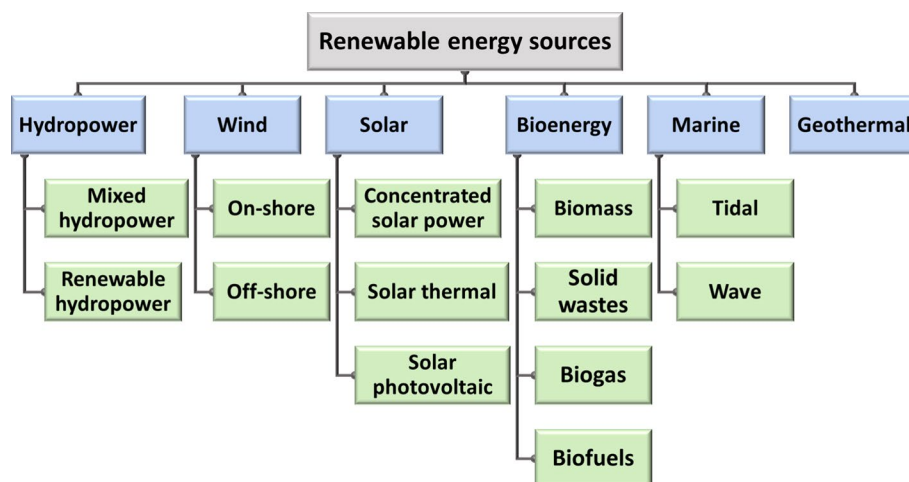 Renewable energy sources
Hydropower
Wind
Solar
Bioenergy
Marine
Geothermal
Mixed
hydropower
Renewable
hydropower
On-shore
Off-shore
Concentrated
solar power
Solar thermal
Solar
photovoltaic
Biomass
Solid
wastes
Biogas
Biofuels
Tidal
Wave